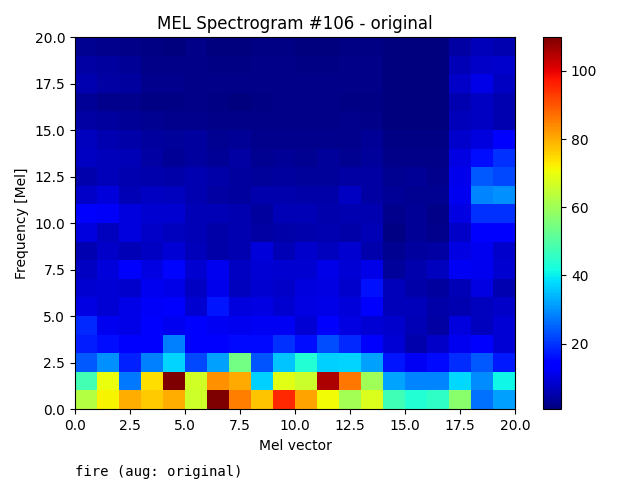 MEL Spectrogram #106 - original
20.0
17.5
15.0
12.5
10.0
7.5
5.0
2.5
0.0
Frequency [Mel]
0.0 2.5 5.0 7.5 10.0 12.5 15.0 17.5 20.0
Mel vector
100
80
60
40
20
fire (aug: original)